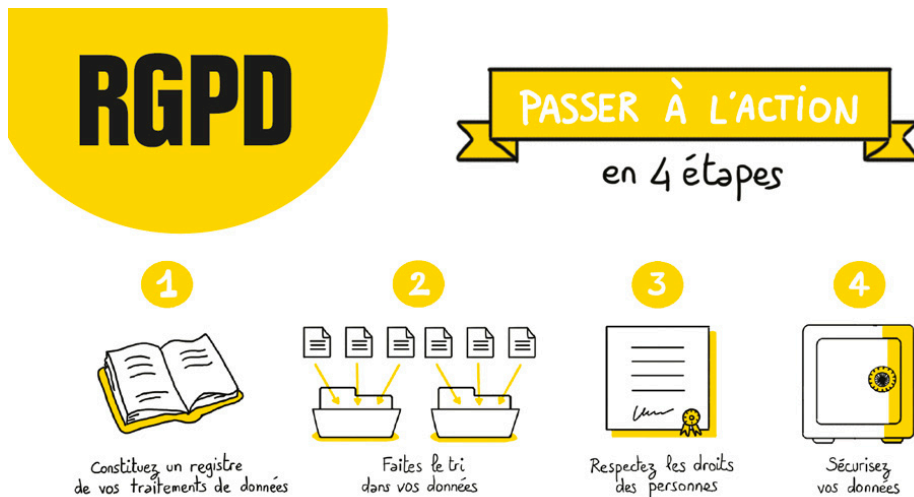 RGPD
PASSER À L'ACTION
en 4 étapes
1
Constituez un registre
de vos traitements de données
2
Faites le tri
dans vos données
3
Respectez les droits
des personnes
4
Sécurisez
vos données